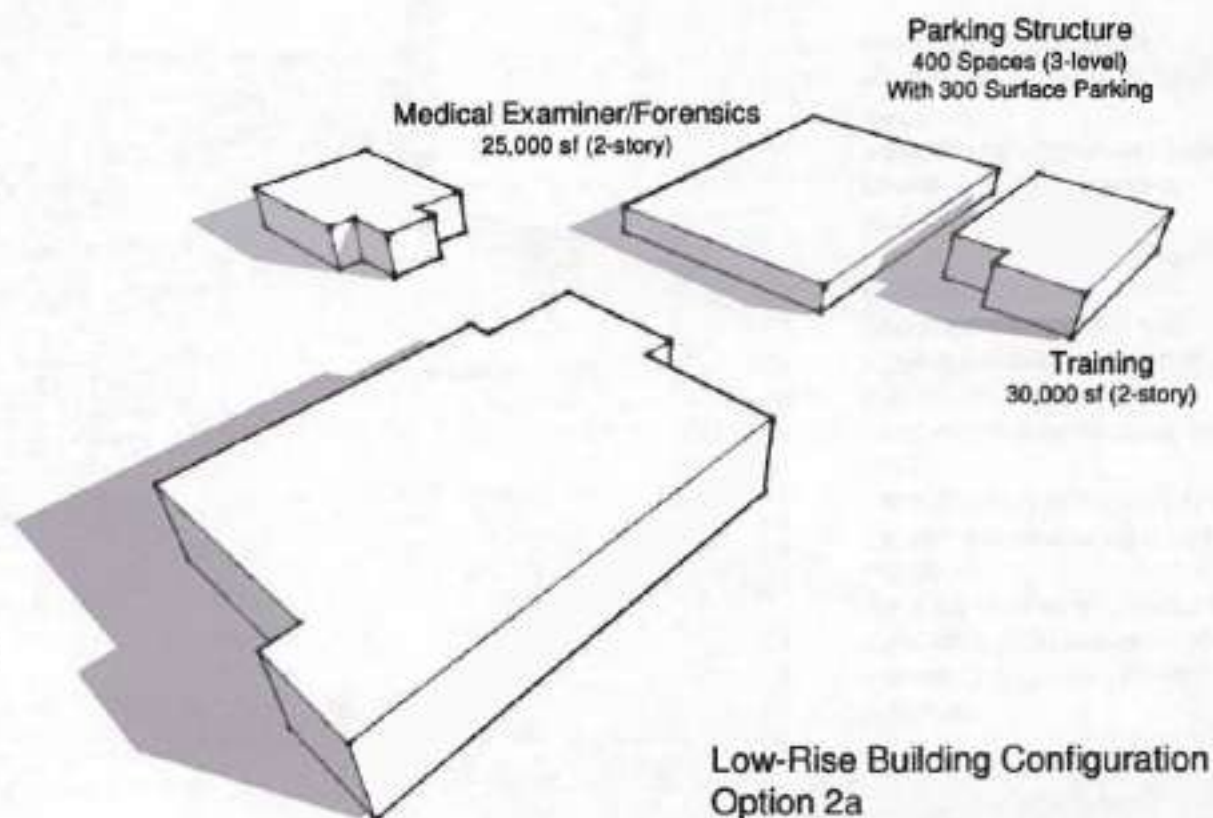 Parking Structure
400 Spaces (3-level)
With 300 Surface Parking
Medical Examiner/Forensics
25,000 sf (2-story)
Training
30,000 sf (2-story)
Low-Rise Building Configuration
Option 2a